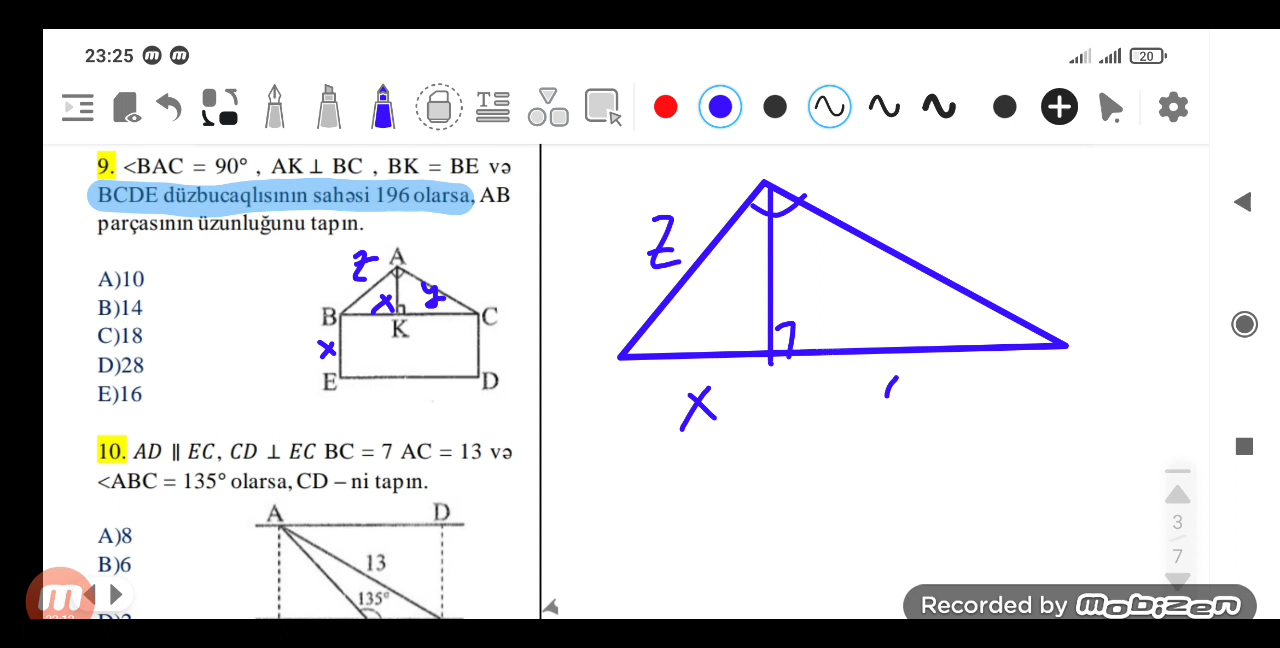 23:25
20
9. <BAC = 90° , AK ⊥ BC , BK = BE və
BCDE düzbucaqlısının sahəsi 196 olarsa, AB
parçasının üzunluğunu tapın.
A)10
B)14
C)18
D)28
E)16
A
z
y
x
B
K
C
x
E
D
z
x
10. AD ∥ EC, CD ⊥ EC BC = 7 AC = 13 və
<ABC = 135° olarsa, CD – ni tapın.
A)8
B)6
A
D
13
135°
3
7
Recorded by mobizen